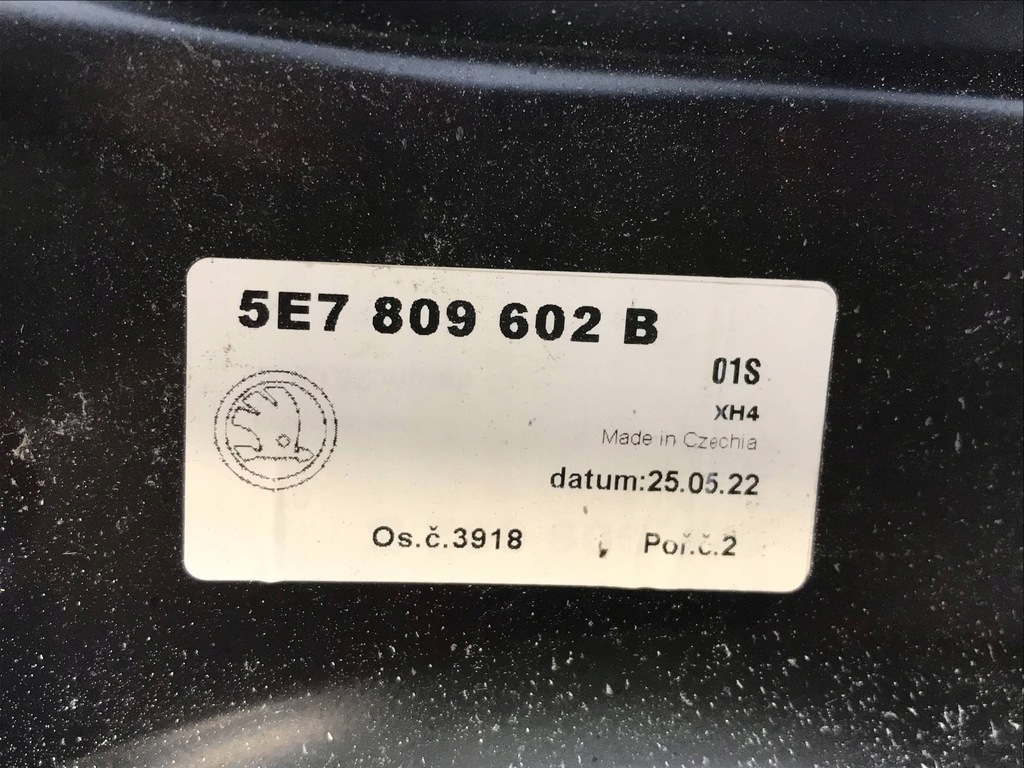 5E7 809 602 B
01S
XH4
Made in Czechia
datum:25.05.22
Os.č.3918 Poř.č.2